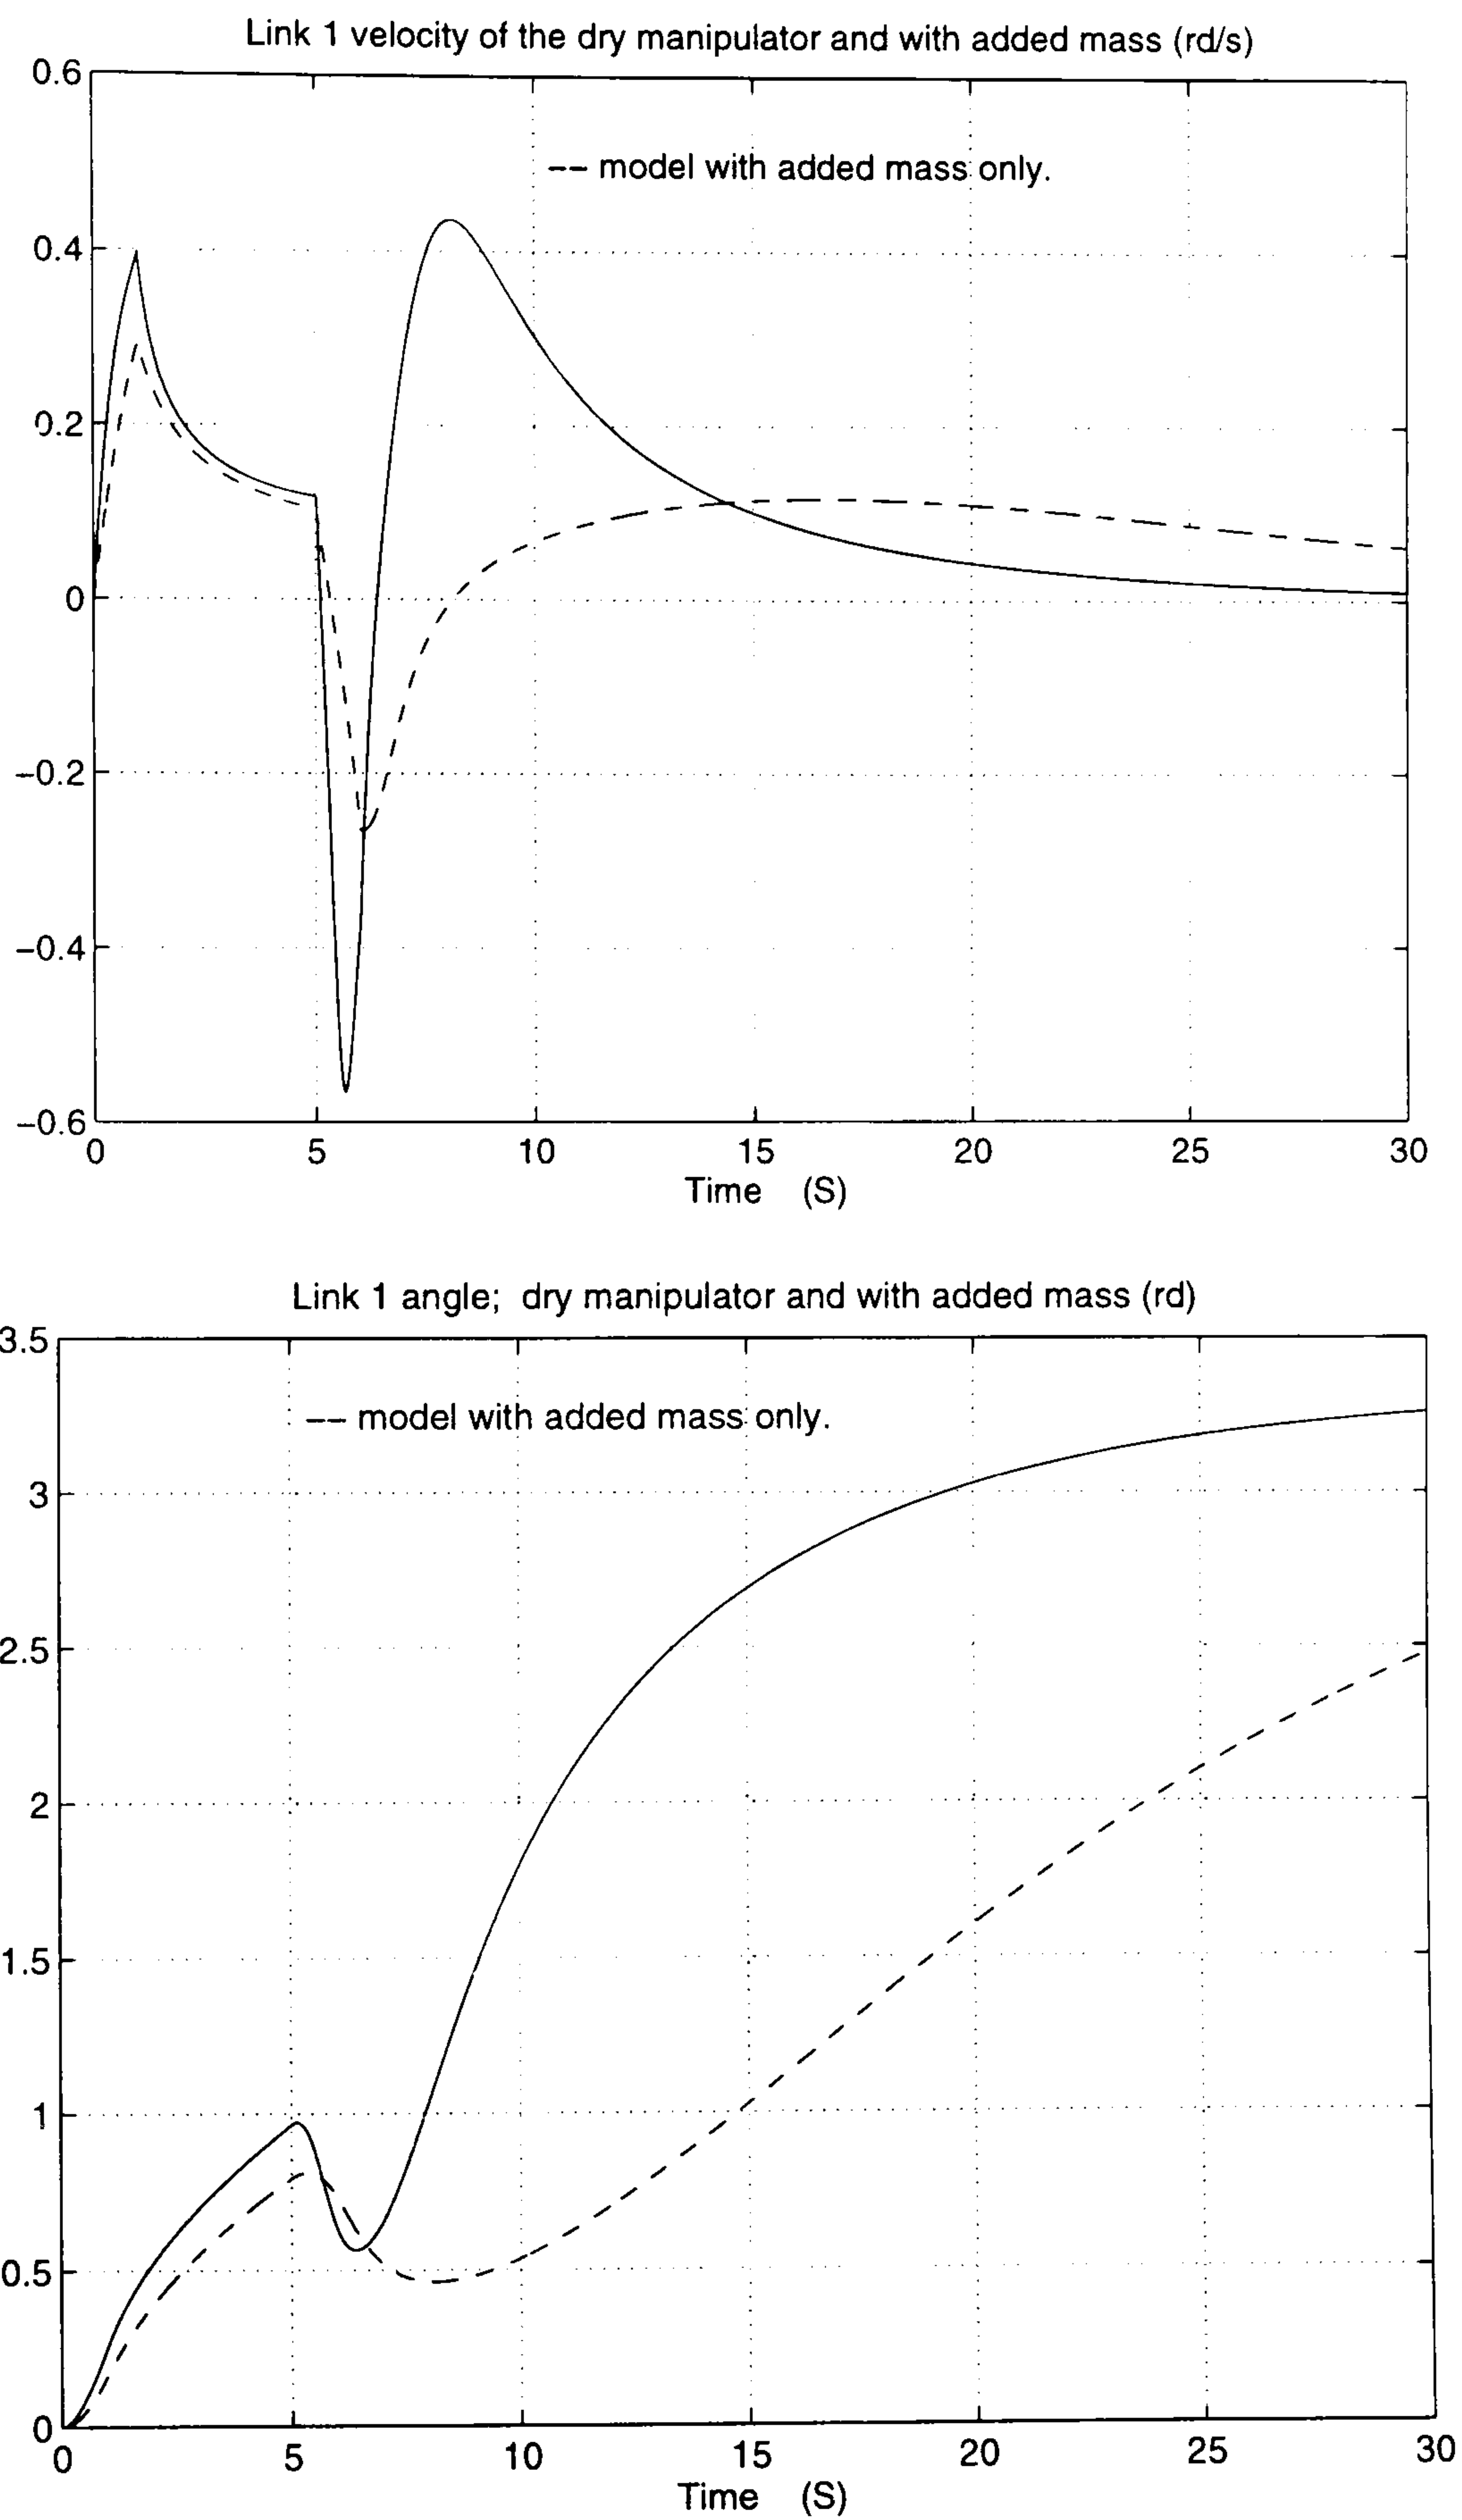 Link 1 velocity of the dry manipulator and with added mass (rd/s)
0.6
-- model with added mass only.
0.4
0.2
0
−0.2
−0.4
−0.6
0 5 10 15 20 25 30
Time (S)
Link 1 angle; dry manipulator and with added mass (rd)
3.5
-- model with added mass only.
3
2.5
2
1.5
1
0.5
0
0 5 10 15 20 25 30
Time (S)